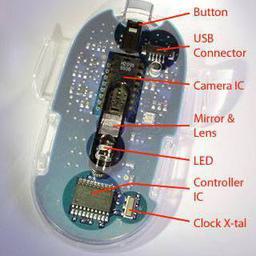 Button
USB
Connector
Camera IC
Mirror &
Lens
LED
Controller
IC
Clock X-tal